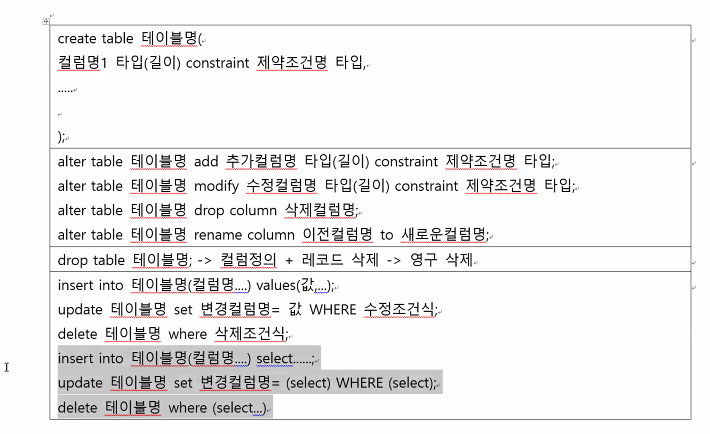 create table 테이블명(
컬럼명1 타입(길이) constraint 제약조건명 타입,
.....
);
alter table 테이블명 add 추가컬럼명 타입(길이) constraint 제약조건명 타입;
alter table 테이블명 modify 수정컬럼명 타입(길이) constraint 제약조건명 타입;
alter table 테이블명 drop column 삭제컬럼명;
alter table 테이블명 rename column 이전컬럼명 to 새로운컬럼명;
drop table 테이블명; -> 컬럼정의 + 레코드 삭제 -> 영구 삭제
insert into 테이블명(컬럼명....) values(값,...);
update 테이블명 set 변경컬럼명= 값 WHERE 수정조건식;
delete 테이블명 where 삭제조건식;
insert into 테이블명(컬럼명....) select......;
update 테이블명 set 변경컬럼명= (select) WHERE (select);
delete 테이블명 where (select...)